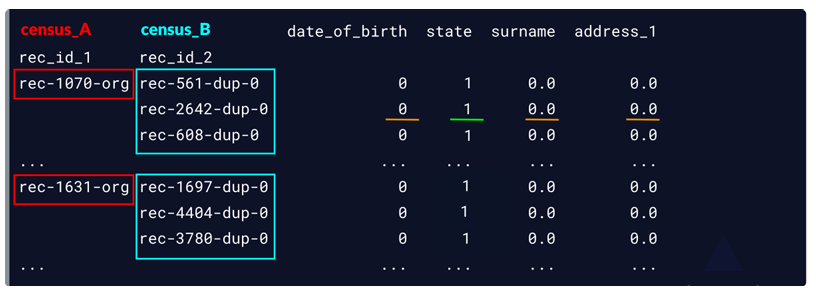 census_A census_B date_of_birth state surname address_1
rec_id_1 rec_id_2
rec-1070-org rec-561-dup-0 0 1 0.0 0.0
rec-2642-dup-0 0 1 0.0 0.0
rec-608-dup-0 0 1 0.0 0.0
... ... ... ... ...
rec-1631-org rec-1697-dup-0 0 1 0.0 0.0
rec-4404-dup-0 0 1 0.0 0.0
rec-3780-dup-0 0 1 0.0 0.0
... ... ... ... ...